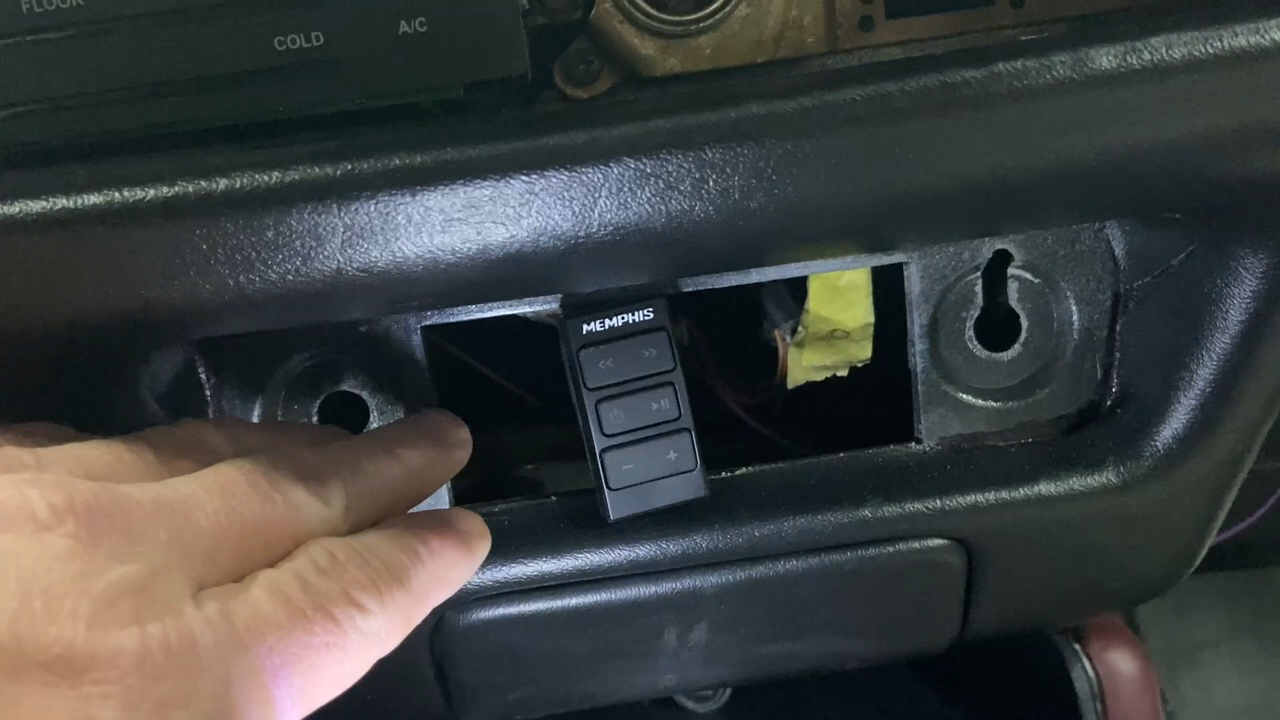 FLOOR
COLD
A/C
MEMPHIS
<< >>
- +